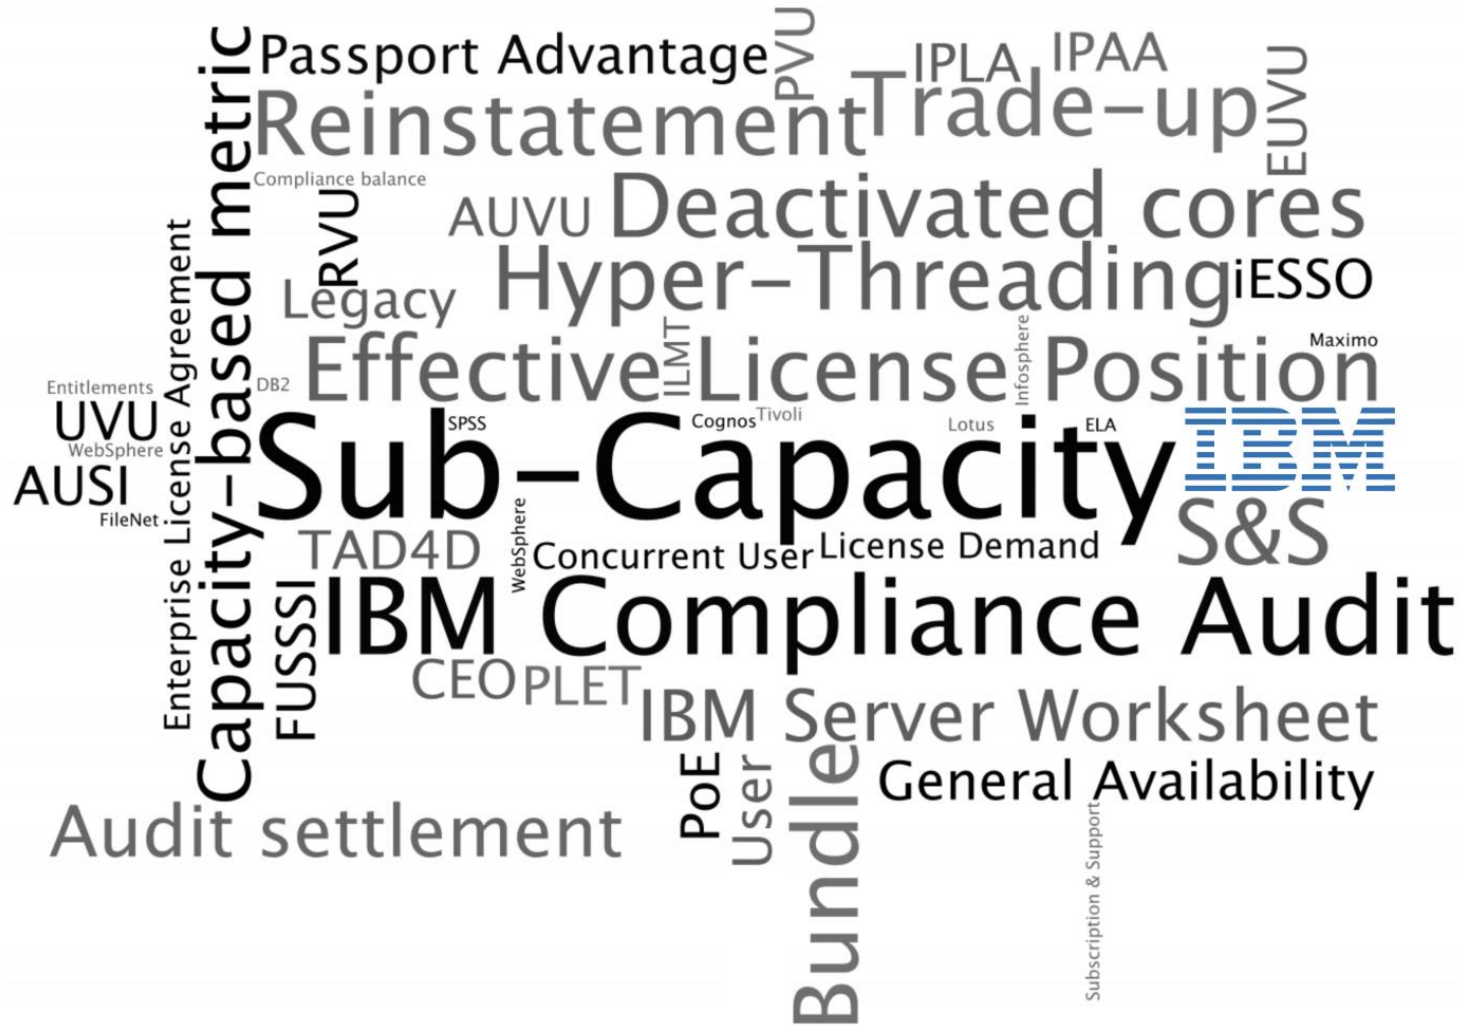 Passport Advantage
PVU
IPLA
IPAA
EUVU
Reinstatement
Trade-up
Capacity-based metric
Compliance balance
RVU
AUVU
Deactivated cores
Enterprise License Agreement
Legacy
Hyper-Threading
iESSO
ILMT
Infosphere
Maximo
Effective License Position
Entitlements
DB2
UVU
SPSS
Cognos
Tivoli
Lotus
ELA
IBM
WebSphere
Sub-Capacity
AUSI
FileNet
WebSphere
S&S
TAD4D
Concurrent User
License Demand
FUSSSI
IBM Compliance Audit
CEO
PLET
IBM Server Worksheet
PoE
User
Bundle
General Availability
Audit settlement
Subscription & Support